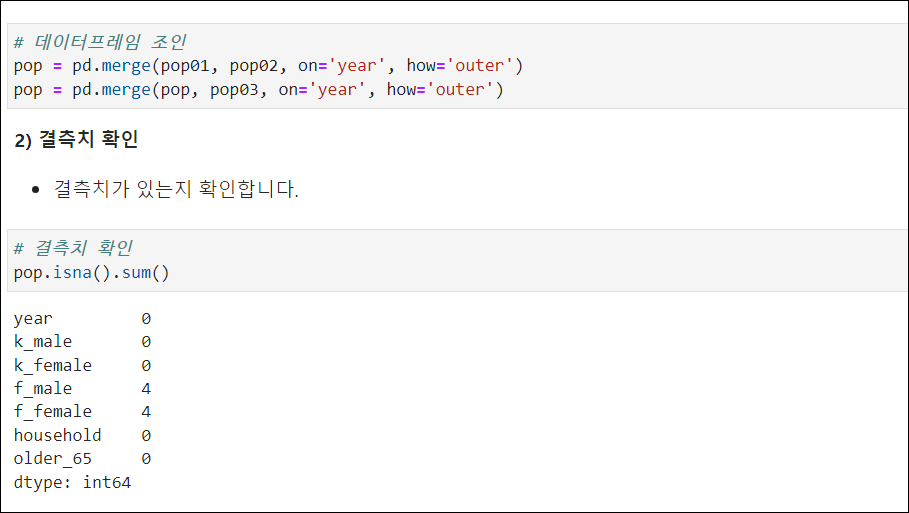 # 데이터프레임 조인
pop = pd.merge(pop01, pop02, on='year', how='outer')
pop = pd.merge(pop, pop03, on='year', how='outer')
2) 결측치 확인
• 결측치가 있는지 확인합니다.
# 결측치 확인
pop.isna().sum()
year         0
k_male       0
k_female     0
f_male       4
f_female     4
household    0
older_65     0
dtype: int64